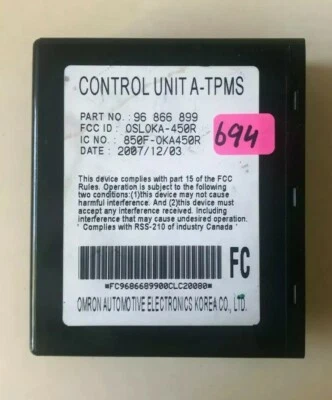 CONTROL UNIT A-TPMS
PART NO. : 96 866 899
FCC ID : OSLOKA-450R
IC NO. : 850F-OKA450R
DATE : 2007/12/03
694
This device complies with part 15 of the FCC
Rules. Operation is subject to the following
two conditions:(1)this device may not cause
harmful interference. And (2)this device must
accept any interference received, including
interference that may cause undesired operation.
" Complies with RSS-210 of industry Canada "
FC
*FC9686689900CLC20080*
OMRON AUTOMOTIVE ELECTRONICS KOREA CO., LTD.